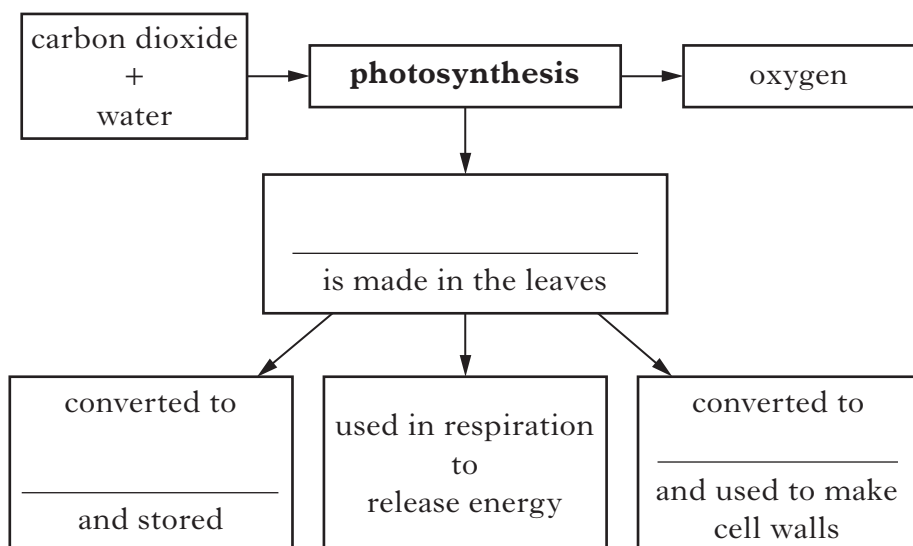 carbon dioxide
+
water
photosynthesis
oxygen
is made in the leaves
converted to
and stored
used in respiration
to
release energy
converted to
and used to make
cell walls